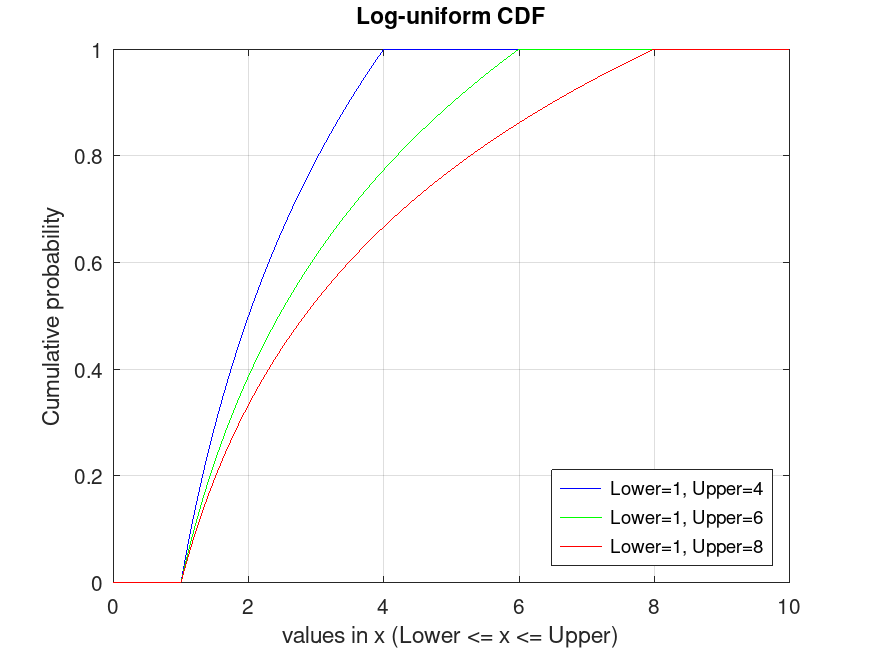 Log-uniform CDF
1
0.8
0.6
0.4
0.2
0
Cumulative probability
0
2
4
6
8
10
values in x (Lower <= x <= Upper)
Lower=1, Upper=4
Lower=1, Upper=6
Lower=1, Upper=8